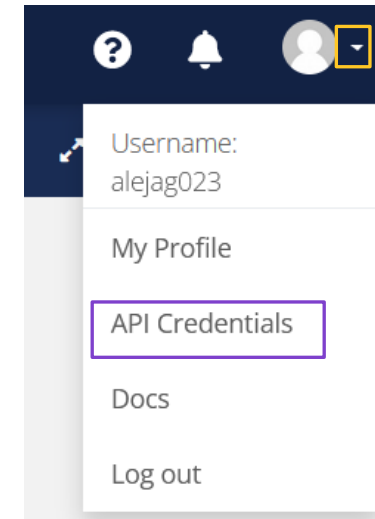 ?
Username:
alejag023
My Profile
API Credentials
Docs
Log out